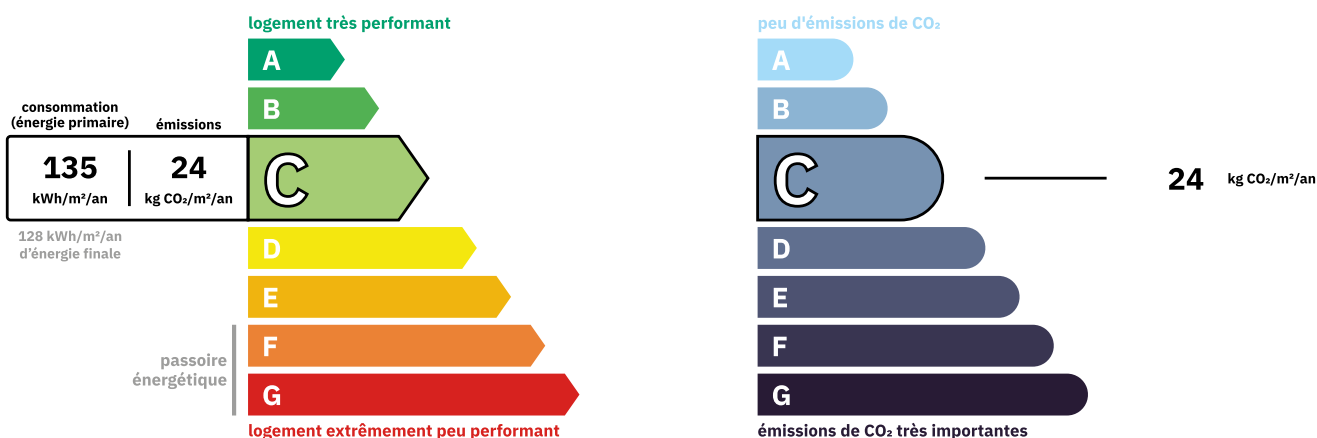 logement très performant
A
B
consommation
(énergie primaire)
émissions
135
kWh/m²/an
24
kg CO₂/m²/an
C
128 kWh/m²/an
d'énergie finale
D
E
passoire
énergétique
F
G
logement extrêmement peu performant
peu d'émissions de CO₂
A
B
C
24 kg CO₂/m²/an
D
E
F
G
émissions de CO₂ très importantes